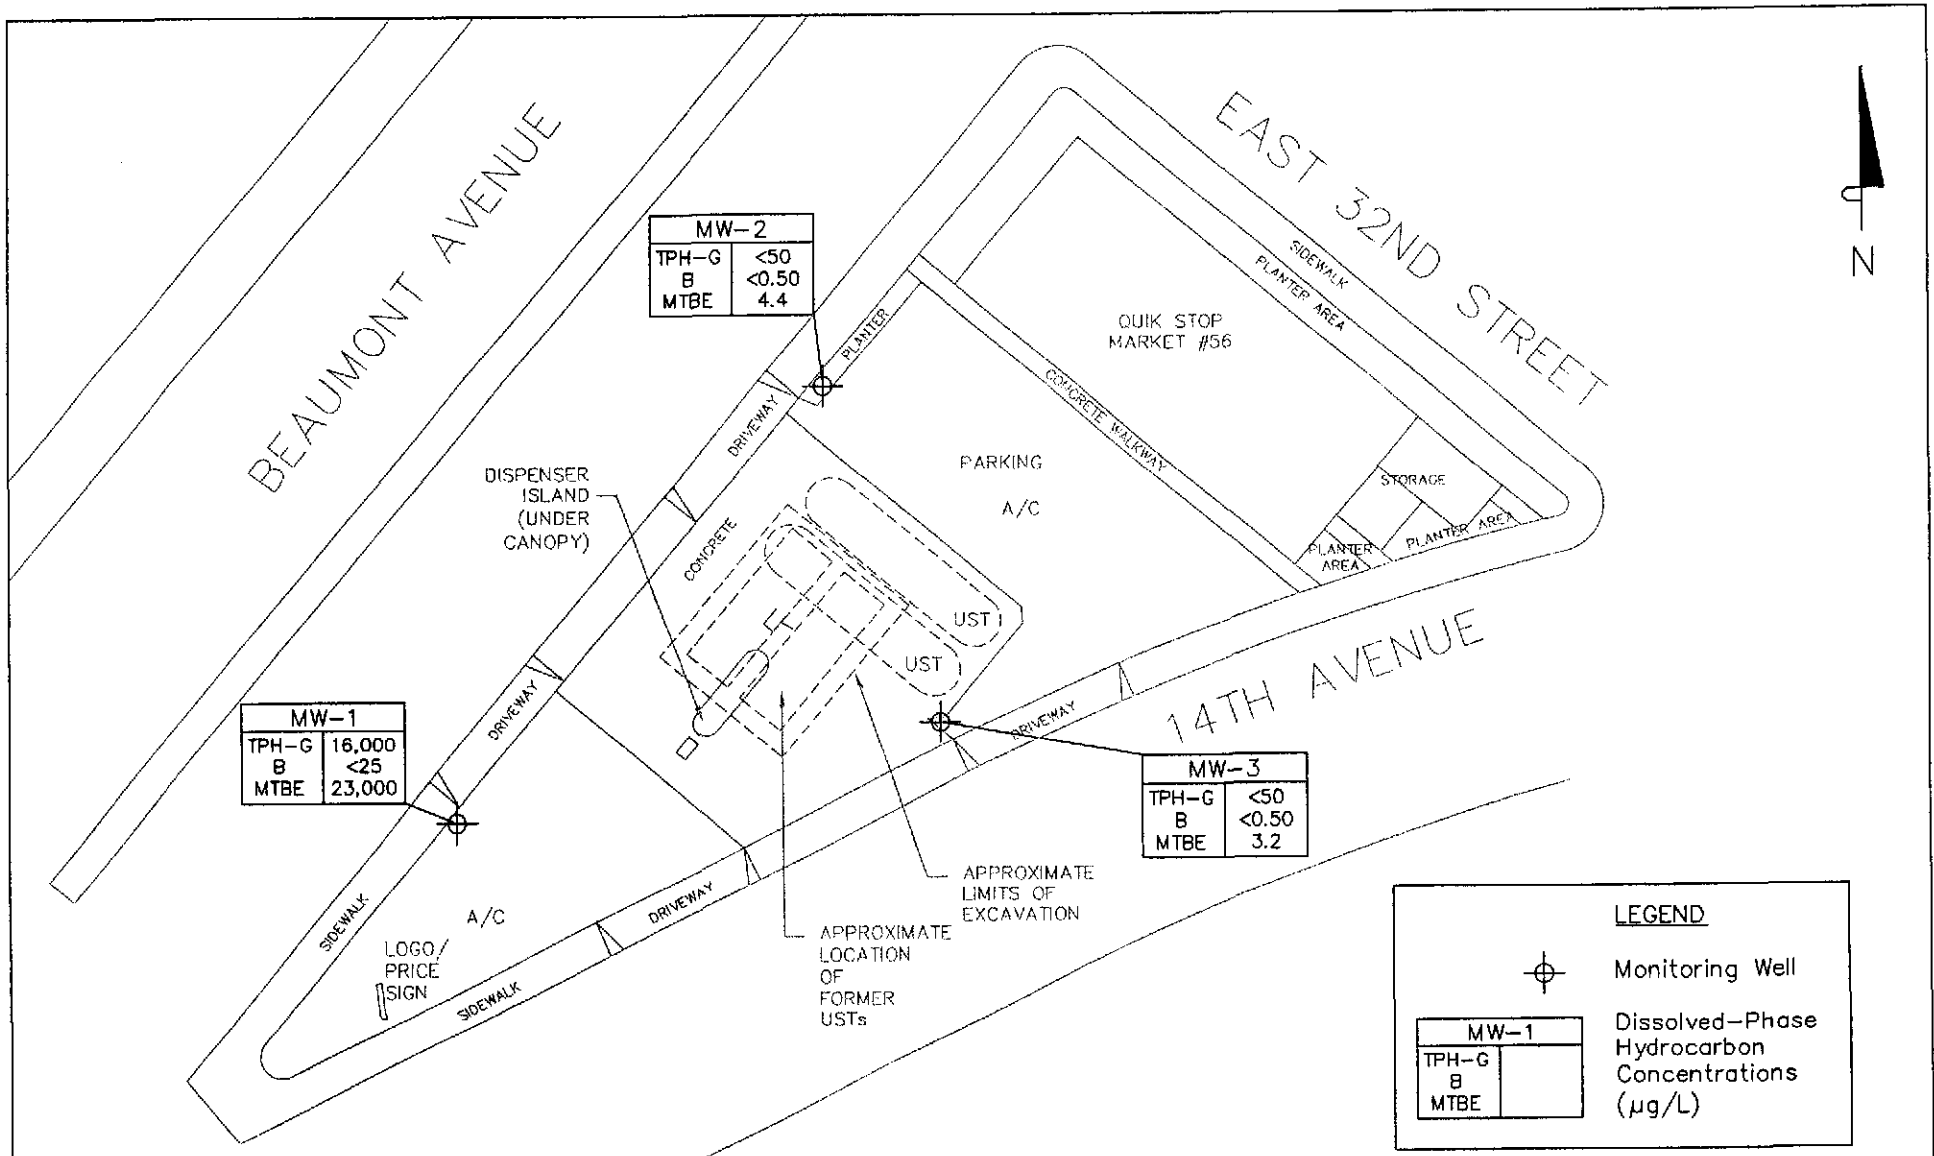 BEAUMONT AVENUE
EAST 32ND STREET
N
MW-2
TPH-G <50
B <0.50
MTBE 4.4
SIDEWALK
PLANTER AREA
PLANTER
QUIK STOP
MARKET #56
CONCRETE WALKWAY
DRIVEWAY
DISPENSER
ISLAND
(UNDER
CANOPY)
PARKING
A/C
STORAGE
CONCRETE
PLANTER AREA
PLANTER
AREA
UST
UST
14TH AVENUE
DRIVEWAY
DRIVEWAY
MW-1
TPH-G 16,000
B <25
MTBE 23,000
MW-3
TPH-G <50
B <0.50
MTBE 3.2
APPROXIMATE
LIMITS OF
EXCAVATION
DRIVEWAY
SIDEWALK
A/C
LOGO/
PRICE
SIGN
SIDEWALK
APPROXIMATE
LOCATION
OF
FORMER
USTs
LEGEND
Monitoring Well
MW-1
TPH-G
B
MTBE
Dissolved-Phase
Hydrocarbon
Concentrations
(µg/L)